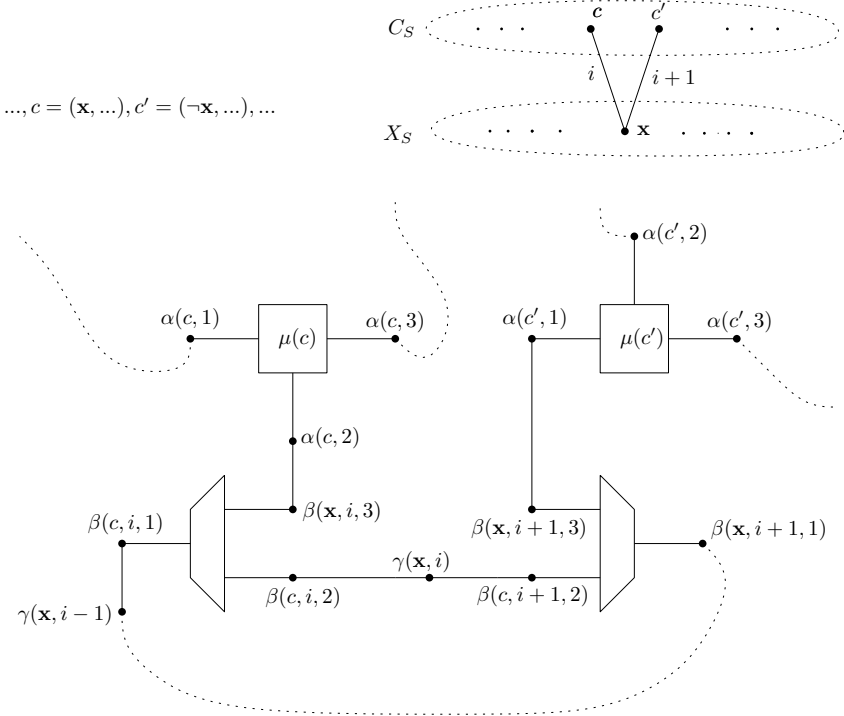 c c′
C_S . . . . . .
i i + 1
..., c = (𝐱, ...), c′ = (¬𝐱, ...), ...
X_S . . . . 𝐱 . . . .
α(c′, 2)
α(c, 1) μ(c) α(c, 3) α(c′, 1) μ(c′) α(c′, 3)
α(c, 2)
β(𝐱, i, 3) β(𝐱, i+1, 3)
β(c, i, 1) β(𝐱, i+1, 1)
γ(𝐱, i)
β(c, i, 2) β(c, i+1, 2)
γ(𝐱, i − 1)